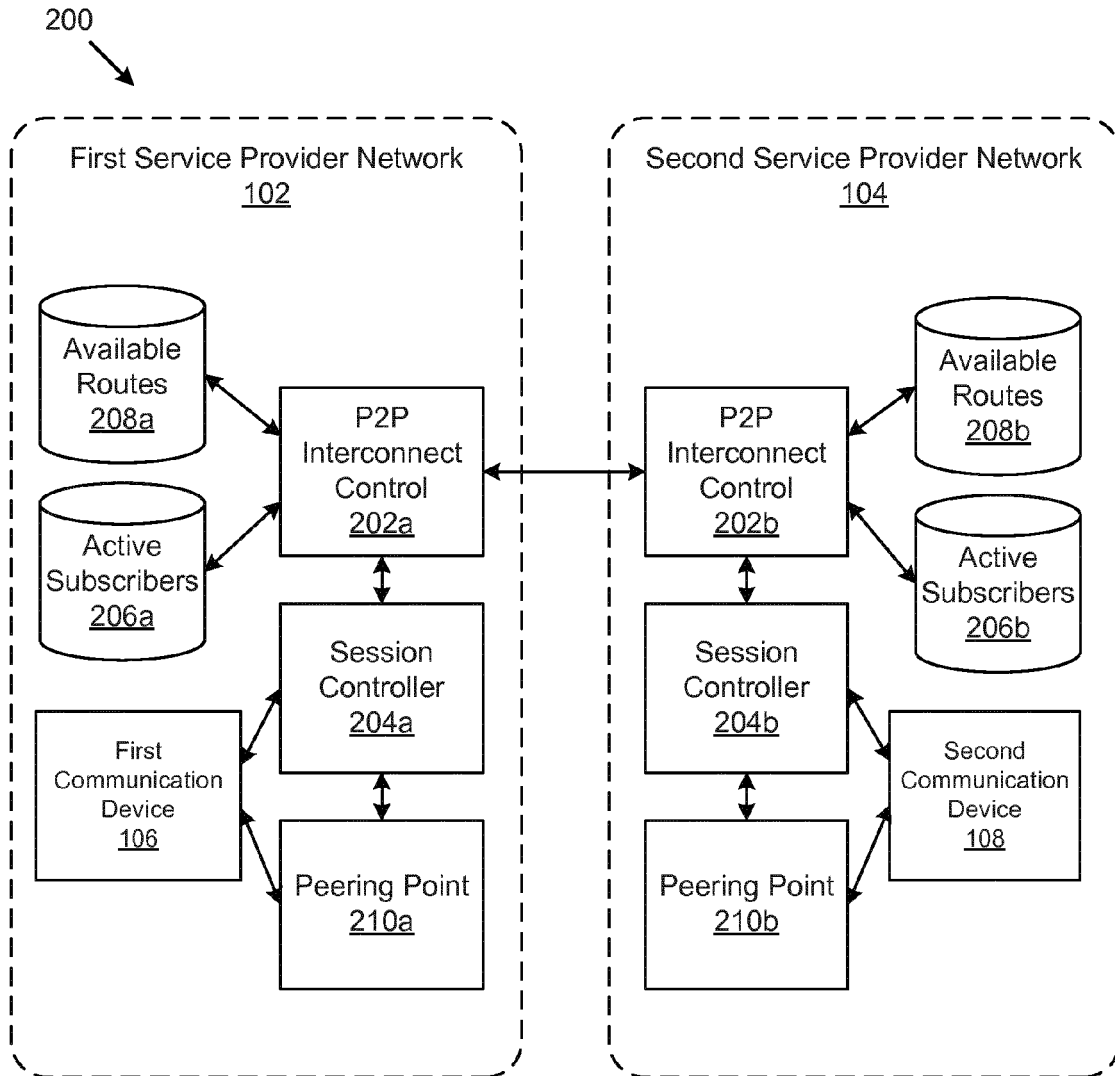 200
First Service Provider Network
102
Available
Routes
208a
Active
Subscribers
206a
P2P
Interconnect
Control
202a
Session
Controller
204a
First
Communication
Device
106
Peering Point
210a
Second Service Provider Network
104
P2P
Interconnect
Control
202b
Available
Routes
208b
Active
Subscribers
206b
Session
Controller
204b
Second
Communication
Device
108
Peering Point
210b